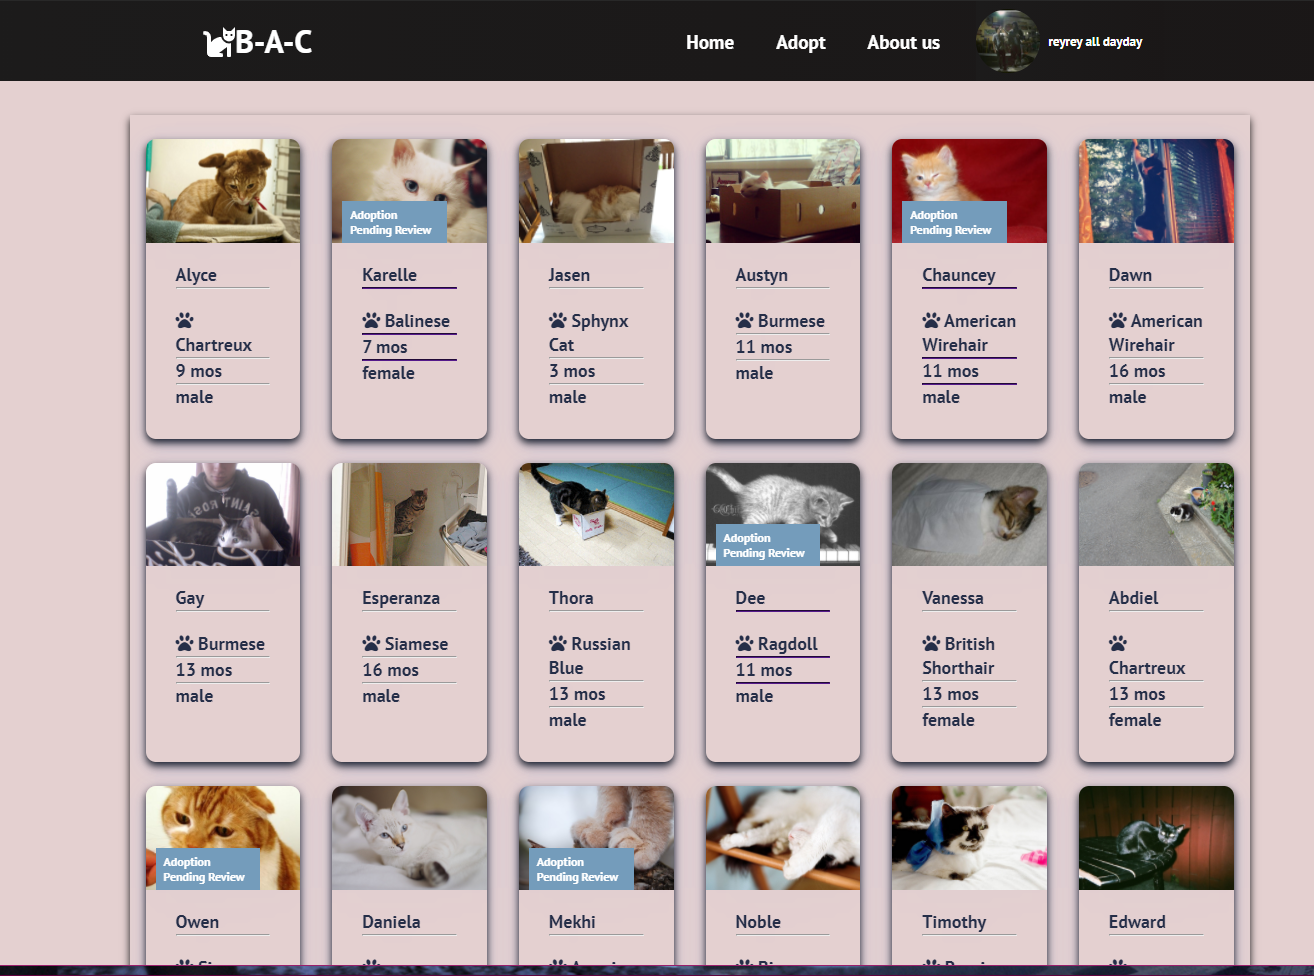 B-A-C
Home
Adopt
About us
reyrey all dayday
Adoption
Pending Review
Adoption
Pending Review
Alyce
Karelle
Jasen
Austyn
Chauncey
Dawn
Chartreux
9 mos
male
Balinese
7 mos
female
Sphynx
Cat
3 mos
male
Burmese
11 mos
male
American
Wirehair
11 mos
male
American
Wirehair
16 mos
male
SAINT ROS
Adoption
Pending Review
Gay
Esperanza
Thora
Dee
Vanessa
Abdiel
Burmese
13 mos
male
Siamese
16 mos
male
Russian
Blue
13 mos
male
Ragdoll
11 mos
male
British
Shorthair
13 mos
female
Chartreux
13 mos
female
Adoption
Pending Review
Adoption
Pending Review
Owen
Daniela
Mekhi
Noble
Timothy
Edward